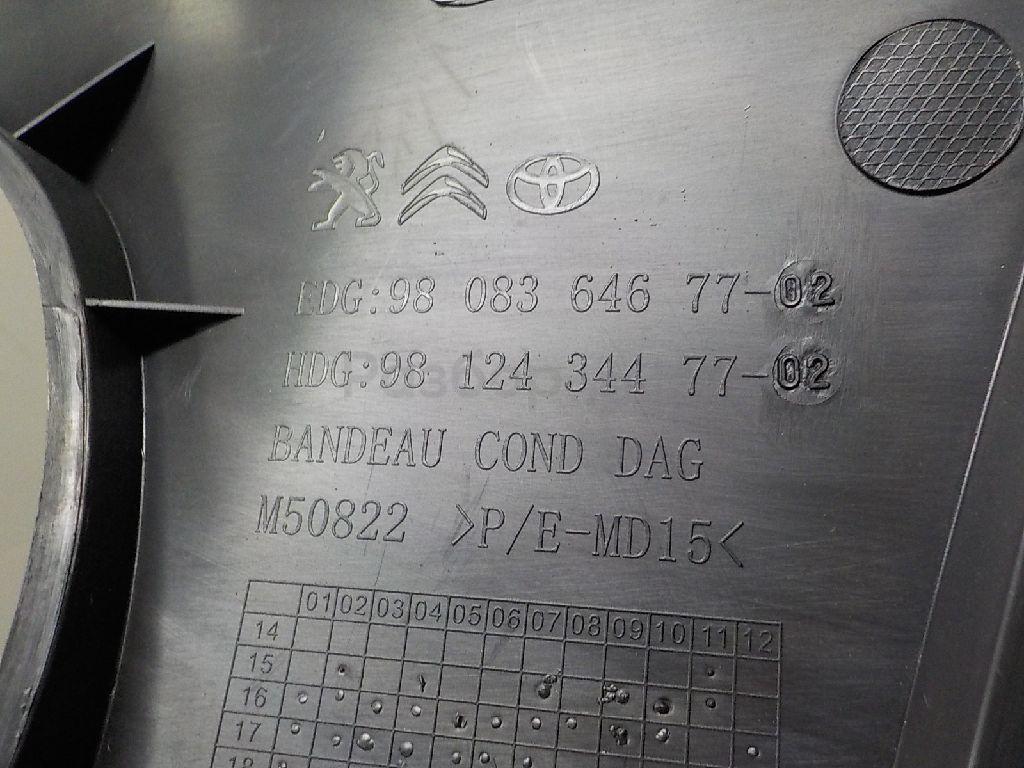 EDG:98 083 646 77-02
HDG:98 124 344 77-02
BANDEAU COND DAG
M50822 >P/E-MD15<
01 02 03 04 05 06 07 08 09 10 11 12
14
15
16
17
18